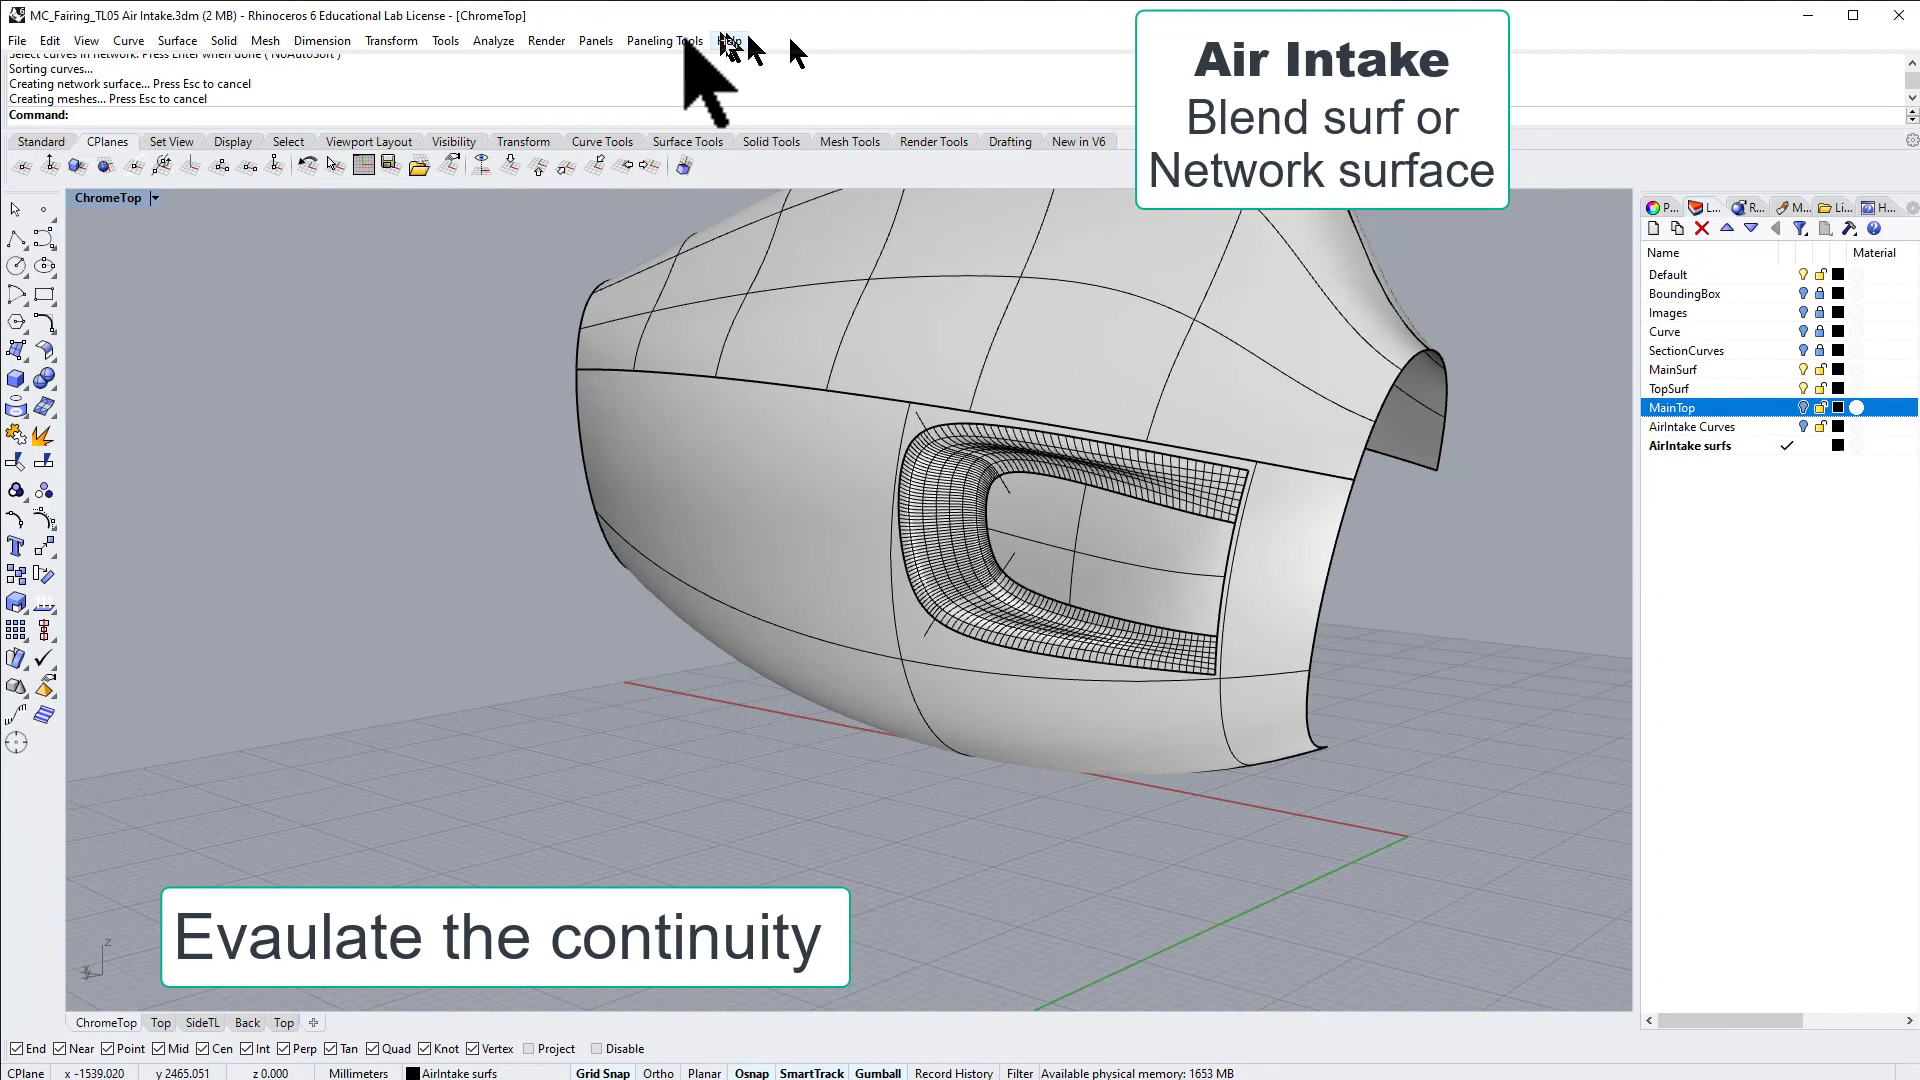 MC_Fairing_TL05 Air Intake.3dm (2 MB) - Rhinoceros 6 Educational Lab License - [ChromeTop]
File Edit View Curve Surface Solid Mesh Dimension Transform Tools Analyze Render Panels Paneling Tools
Sorting curves...
Creating network surface... Press Esc to cancel
Creating meshes... Press Esc to cancel
Command:
Air Intake
Blend surf or
Network surface
Standard CPlanes Set View Display Select Viewport Layout Visibility Transform Curve Tools Surface Tools Solid Tools Mesh Tools Render Tools Drafting New in V6
ChromeTop
P... L... R... M... Li... H...
Name Material
Default
BoundingBox
Images
Curve
SectionCurves
MainSurf
TopSurf
MainTop
AirIntake Curves
AirIntake surfs
Evaulate the continuity
z
ChromeTop Top SideTL Back Top
End Near Point Mid Cen Int Perp Tan Quad Knot Vertex Project Disable
CPlane x -1539.020 y 2465.051 z 0.000 Millimeters AirIntake surfs Grid Snap Ortho Planar Osnap SmartTrack Gumball Record History Filter Available physical memory: 1653 MB